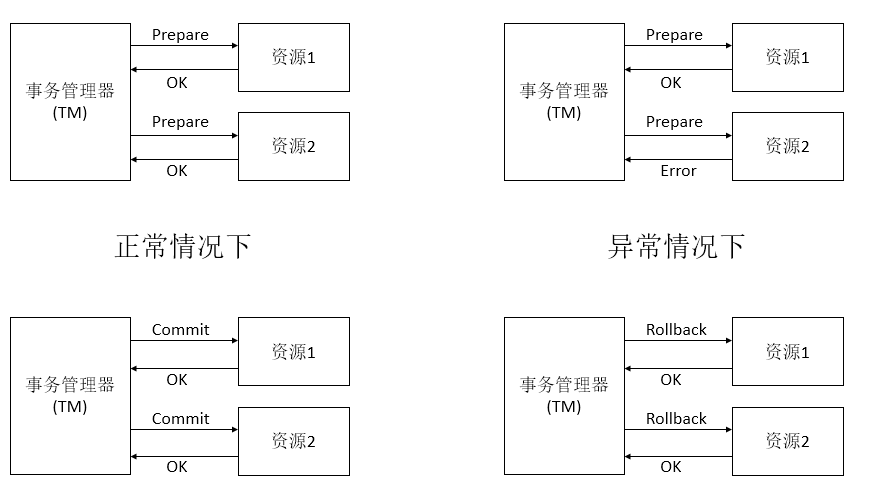 Prepare
资源1
OK
事务管理器
(TM)
Prepare
资源2
OK
Prepare
资源1
OK
事务管理器
(TM)
Prepare
资源2
Error
正常情况下
异常情况下
Commit
资源1
OK
事务管理器
(TM)
Commit
资源2
OK
Rollback
资源1
OK
事务管理器
(TM)
Rollback
资源2
OK